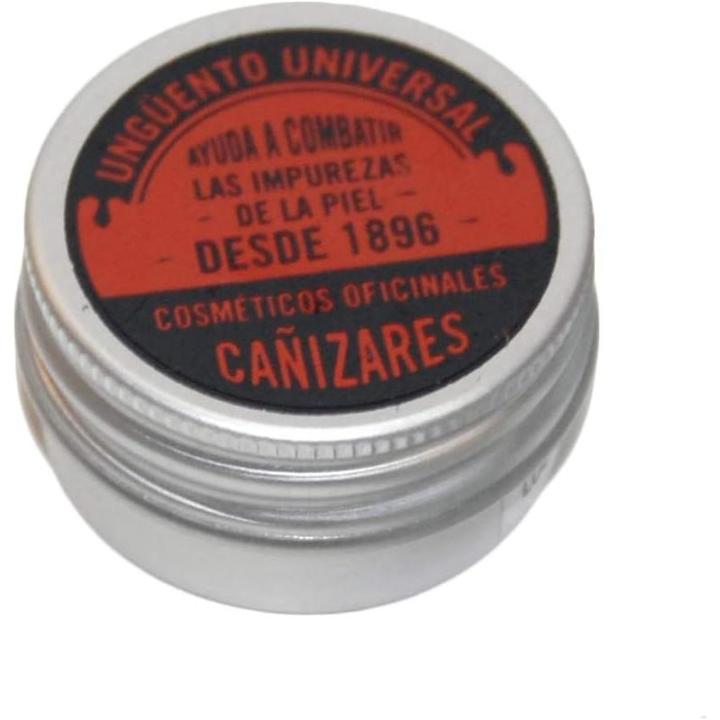 UNGÜENTO UNIVERSAL
AYUDA A COMBATIR
LAS IMPUREZAS
- DE LA PIEL -
- DESDE 1896 -
COSMÉTICOS OFICINALES
CAÑIZARES